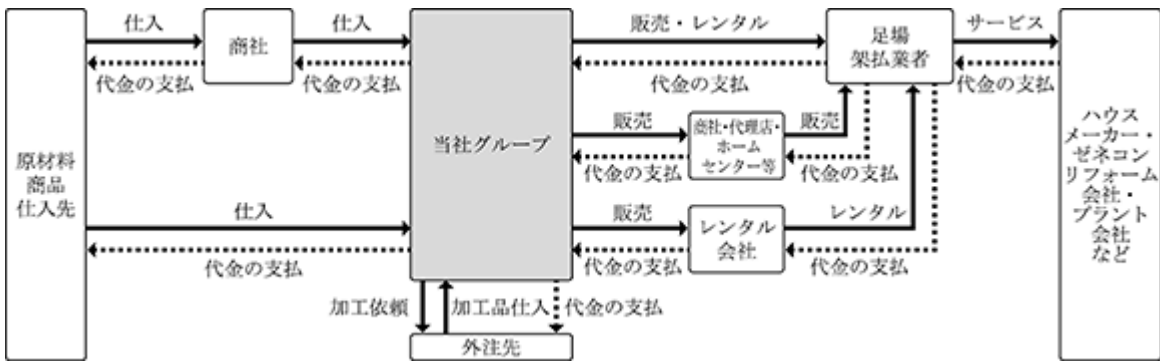 仕入
商社
仕入
販売・レンタル
足場
架払業者
サービス
代金の支払
代金の支払
代金の支払
代金の支払
原材料
商品
仕入先
当社グループ
販売
商社・代理店・
ホーム
センター等
販売
代金の支払
代金の支払
ハウス
メーカー・
ゼネコン
リフォーム
会社・
プラント
会社
など
仕入
販売
レンタル
会社
レンタル
代金の支払
代金の支払
代金の支払
加工依頼
加工品仕入
代金の支払
外注先